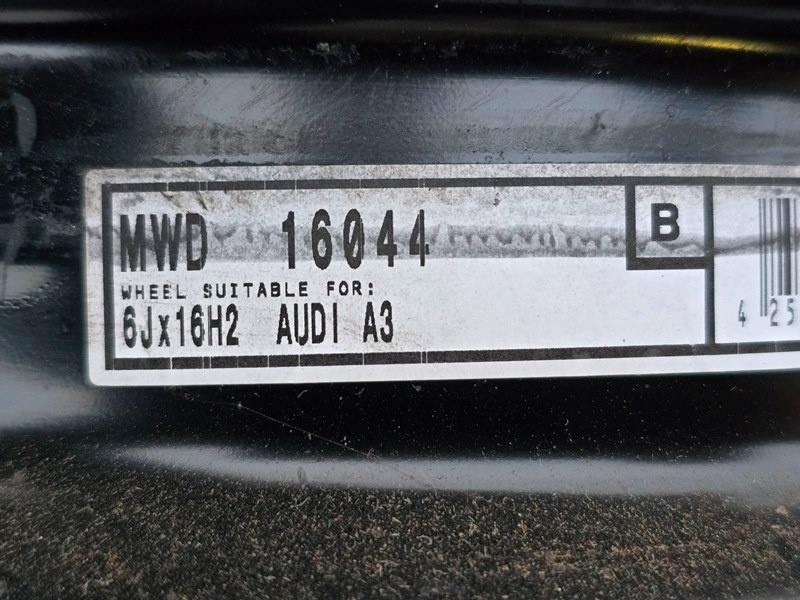 MWD 16044
B
WHEEL SUITABLE FOR:
6Jx16H2 AUDI A3
4 25